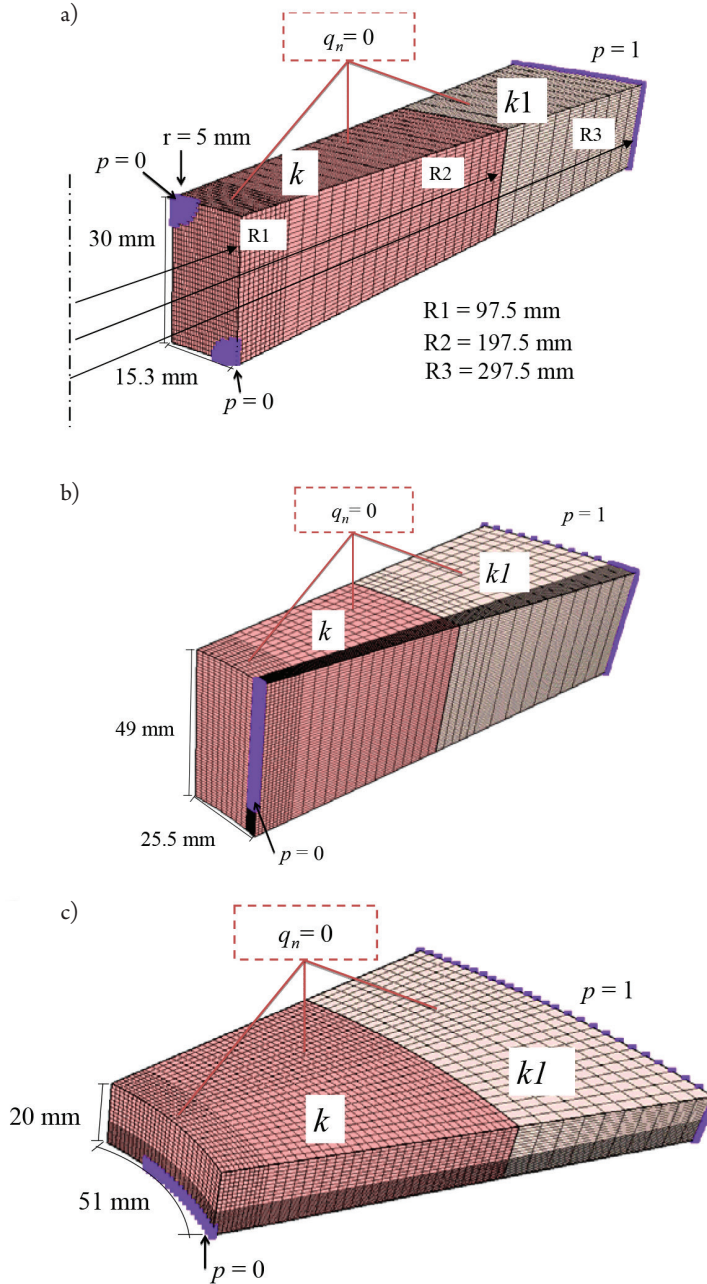 a)
qn= 0
p = 1
k1
r = 5 mm
p = 0
R3
k
R2
30 mm
R1
R1 = 97.5 mm
R2 = 197.5 mm
R3 = 297.5 mm
15.3 mm
p = 0
b)
qn= 0
p = 1
k1
k
49 mm
25.5 mm
p = 0
c)
qn= 0
p = 1
k1
k
20 mm
51 mm
p = 0